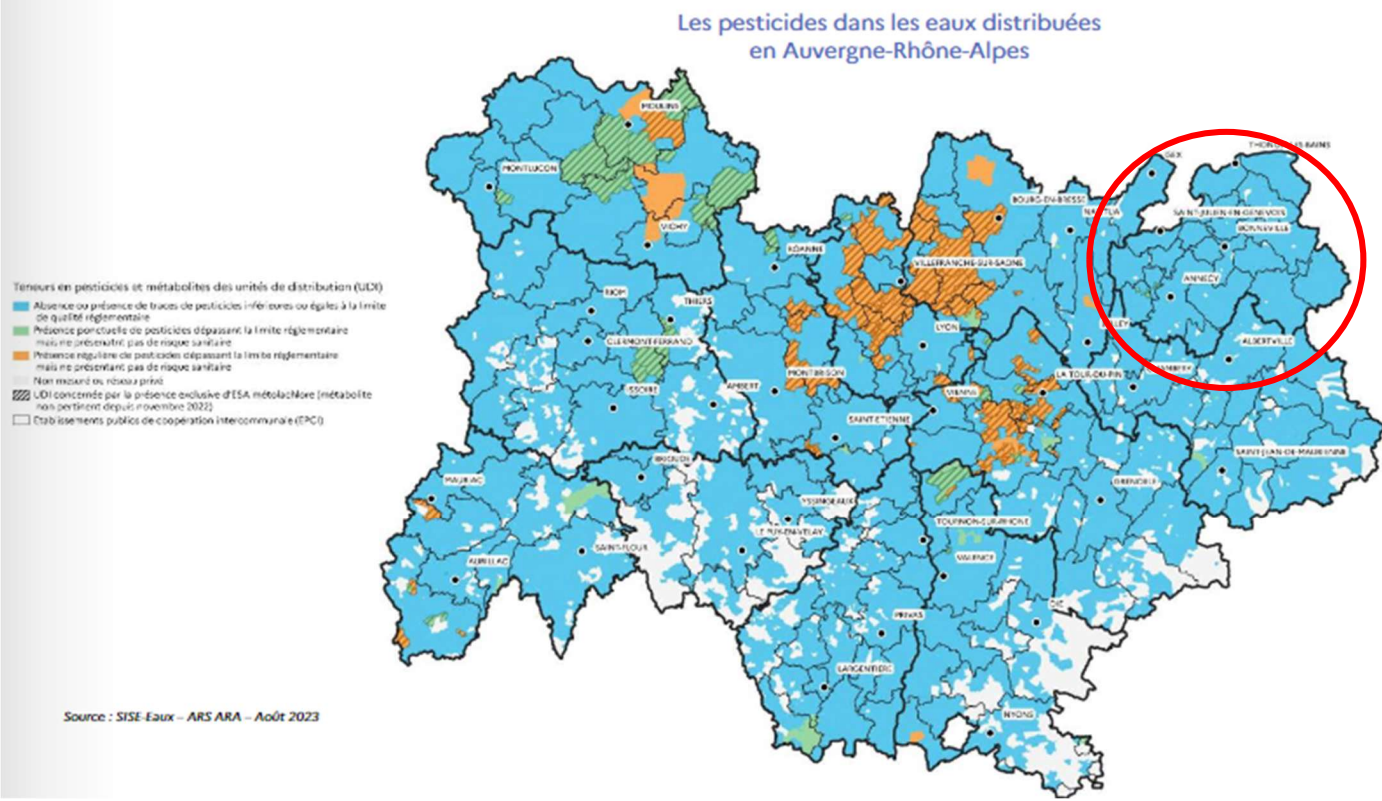 Les pesticides dans les eaux distribuées
en Auvergne-Rhône-Alpes
MOULINS
THONON-LES-BAINS
GEX
MONTLUCON
BOURG-EN-BRESSE
NANTUA
SAINT-JULIEN-EN-GENEVOIS
BONNEVILLE
VICHY
ROANNE
VILLEFRANCHE-SUR-SAONE
ANNECY
Teneurs en pesticides et métabolites des unités de distribution (UDI)
Absence ou présence de traces de pesticides inférieures ou égales à la limite
de qualité réglementaire
Présence ponctuelle de pesticides dépassant la limite réglementaire
mais ne présentant pas de risque sanitaire
Présence régulière de pesticides dépassant la limite réglementaire
mais ne présentant pas de risque sanitaire
Non mesuré ou réseau privé
UDI concernée par la présence exclusive d'ESA métolachlore (métabolite
non pertinent depuis novembre 2022)
Etablissements publics de coopération intercommunale (EPCI)
RIOM
THIERS
LYON
BELLEY
CLERMONT-FERRAND
ALBERTVILLE
MONTBRISON
LA TOUR-DU-PIN
CHAMBERY
ISSOIRE
AMBERT
VIENNE
SAINT-ETIENNE
BRIOUDE
SAINT-JEAN-DE-MAURIENNE
MAURIAC
GRENOBLE
YSSINGEAUX
TOURNON-SUR-RHONE
LE PUY-EN-VELAY
SAINT-FLOUR
AURILLAC
VALENCE
DIE
PRIVAS
LARGENTIERE
NYONS
Source : SISE-Eaux – ARS ARA – Août 2023